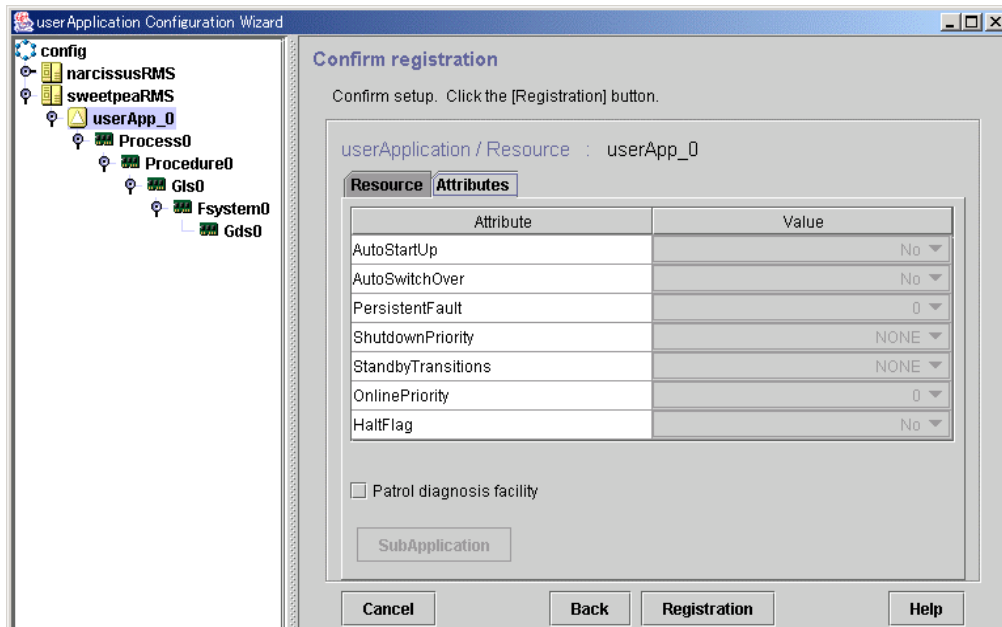 userApplication Configuration Wizard
config
narcissusRMS
sweetpeaRMS
userApp_0
Process0
Procedure0
Gls0
Fsystem0
Gds0
Confirm registration
Confirm setup. Click the [Registration] button.
userApplication / Resource : userApp_0
Resource Attributes
Attribute Value
AutoStartUp No
AutoSwitchOver No
PersistentFault 0
ShutdownPriority NONE
StandbyTransitions NONE
OnlinePriority 0
HaltFlag No
Patrol diagnosis facility
SubApplication
Cancel Back Registration Help